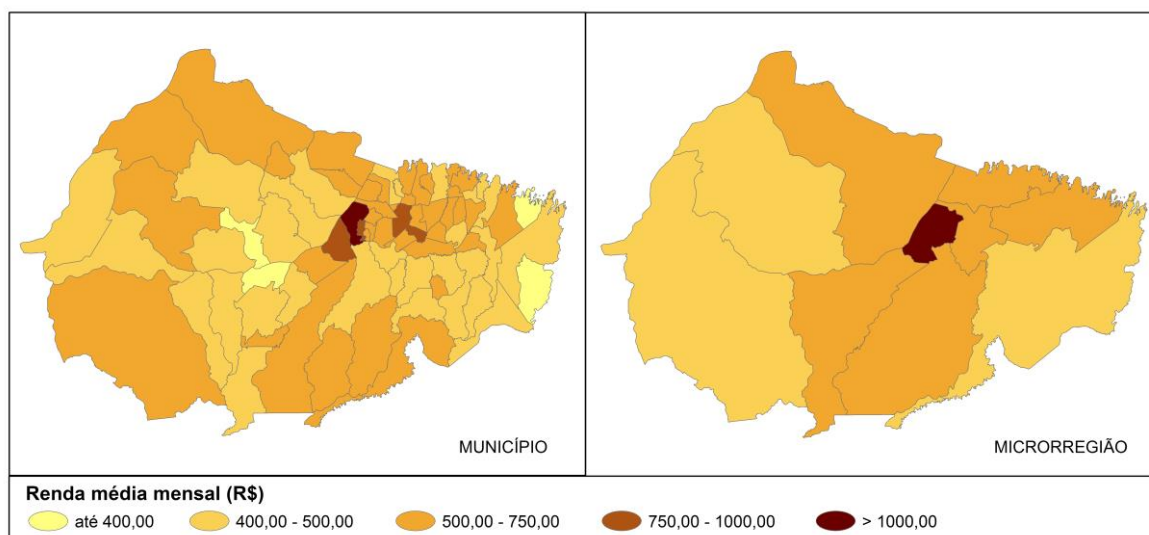 MUNICÍPIO
MICRORREGIÃO
Renda média mensal (R$)
até 400,00
400,00 - 500,00
500,00 - 750,00
750,00 - 1000,00
> 1000,00